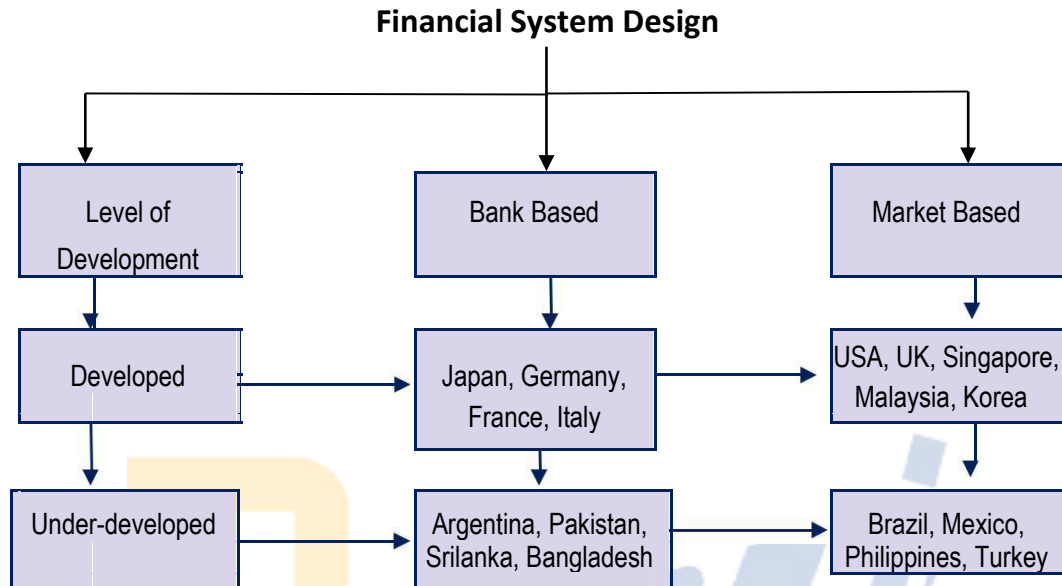 Financial System Design
Level of
Development
Bank Based
Market Based
Developed
Japan, Germany,
France, Italy
USA, UK, Singapore,
Malaysia, Korea
Under-developed
Argentina, Pakistan,
Srilanka, Bangladesh
Brazil, Mexico,
Philippines, Turkey